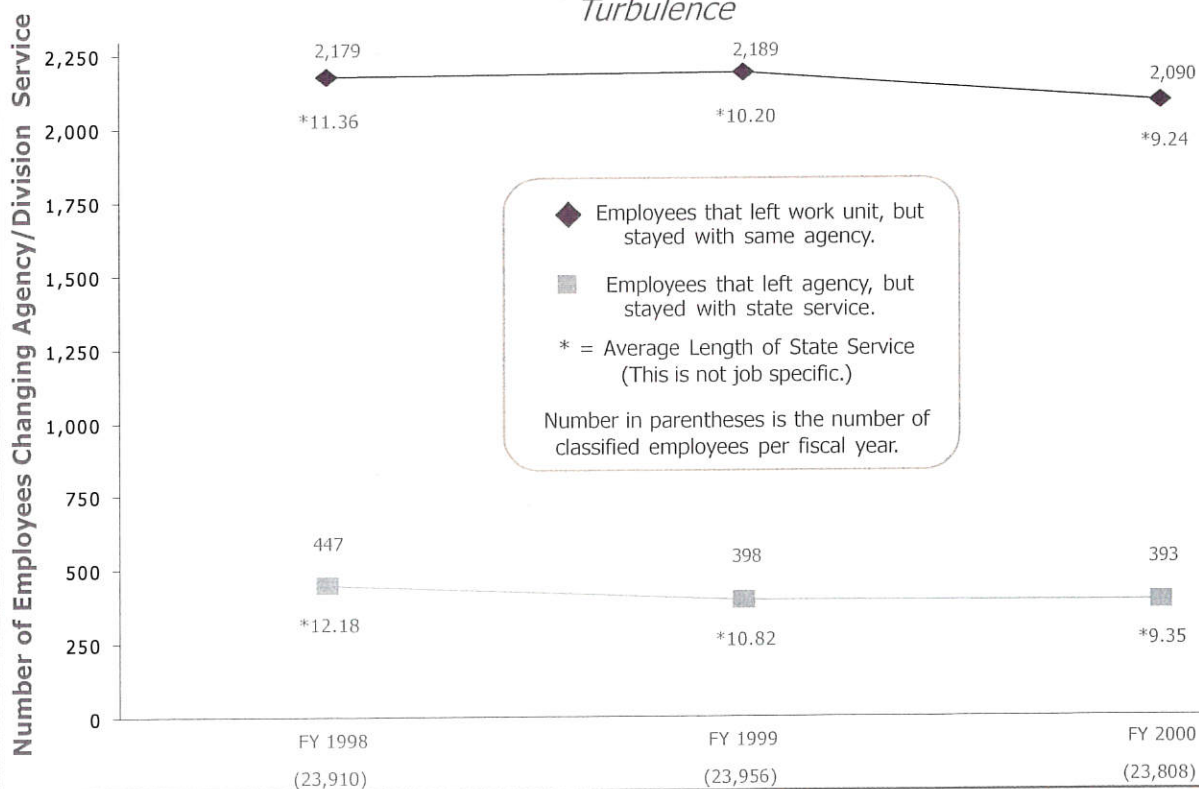 Turbulence
Number of Employees Changing Agency/Division Service
2,250
2,000
1,750
1,500
1,250
1,000
750
500
250
0
2,179
2,189
2,090
*11.36
*10.20
*9.24
Employees that left work unit, but
stayed with same agency.
Employees that left agency, but
stayed with state service.
* = Average Length of State Service
(This is not job specific.)
Number in parentheses is the number of
classified employees per fiscal year.
447
398
393
*12.18
*10.82
*9.35
FY 1998
FY 1999
FY 2000
(23,910)
(23,956)
(23,808)